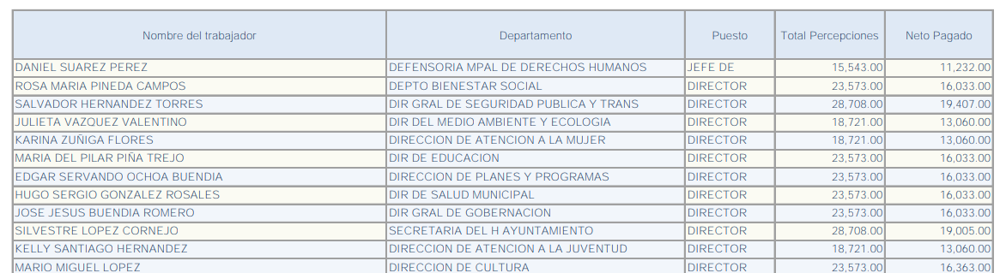 Nombre del trabajador Departamento Puesto Total Percepciones Neto Pagado
DANIEL SUAREZ PEREZ DEFENSORIA MPAL DE DERECHOS HUMANOS JEFE DE 15,543.00 11,232.00
ROSA MARIA PINEDA CAMPOS DEPTO BIENESTAR SOCIAL DIRECTOR 23,573.00 16,033.00
SALVADOR HERNANDEZ TORRES DIR GRAL DE SEGURIDAD PUBLICA Y TRANS DIRECTOR 28,708.00 19,407.00
JULIETA VAZQUEZ VALENTINO DIR DEL MEDIO AMBIENTE Y ECOLOGIA DIRECTOR 18,721.00 13,060.00
KARINA ZUÑIGA FLORES DIRECCION DE ATENCION A LA MUJER DIRECTOR 18,721.00 13,060.00
MARIA DEL PILAR PIÑA TREJO DIR DE EDUCACION DIRECTOR 23,573.00 16,033.00
EDGAR SERVANDO OCHOA BUENDIA DIRECCION DE PLANES Y PROGRAMAS DIRECTOR 23,573.00 16,033.00
HUGO SERGIO GONZALEZ ROSALES DIR DE SALUD MUNICIPAL DIRECTOR 23,573.00 16,033.00
JOSE JESUS BUENDIA ROMERO DIR GRAL DE GOBERNACION DIRECTOR 23,573.00 16,033.00
SILVESTRE LOPEZ CORNEJO SECRETARIA DEL H AYUNTAMIENTO DIRECTOR 28,708.00 19,005.00
KELLY SANTIAGO HERNANDEZ DIRECCION DE ATENCION A LA JUVENTUD DIRECTOR 18,721.00 13,060.00
MARIO MIGUEL LOPEZ DIRECCION DE CULTURA DIRECTOR 23,573.00 16,363.00